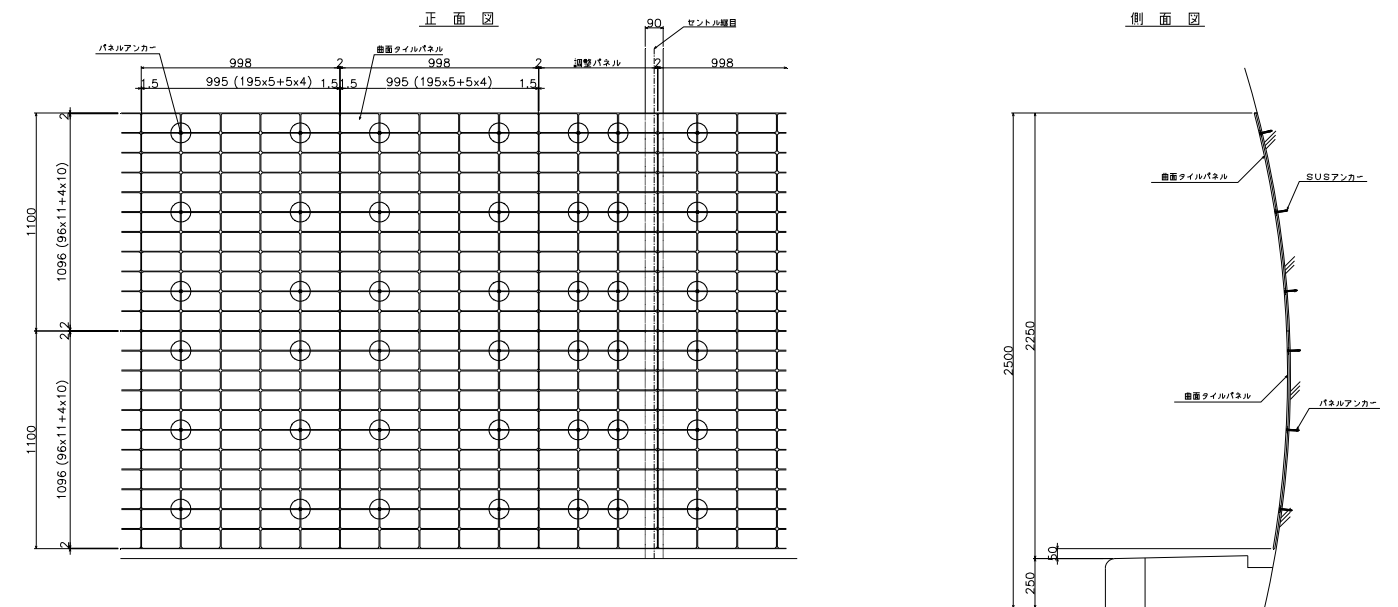 正面図
側面図
90
セントル継目
パネルアンカー
曲面タイルパネル
998
2
998
2
調整パネル
2
998
1.5
995 (195x5+5x4)
1.5
1.5
995 (195x5+5x4)
1.5
2
1100
1096 (96x11+4x10)
2
2
1100
1096 (96x11+4x10)
2
曲面タイルパネル
SUSアンカー
2500
2250
曲面タイルパネル
パネルアンカー
50
250